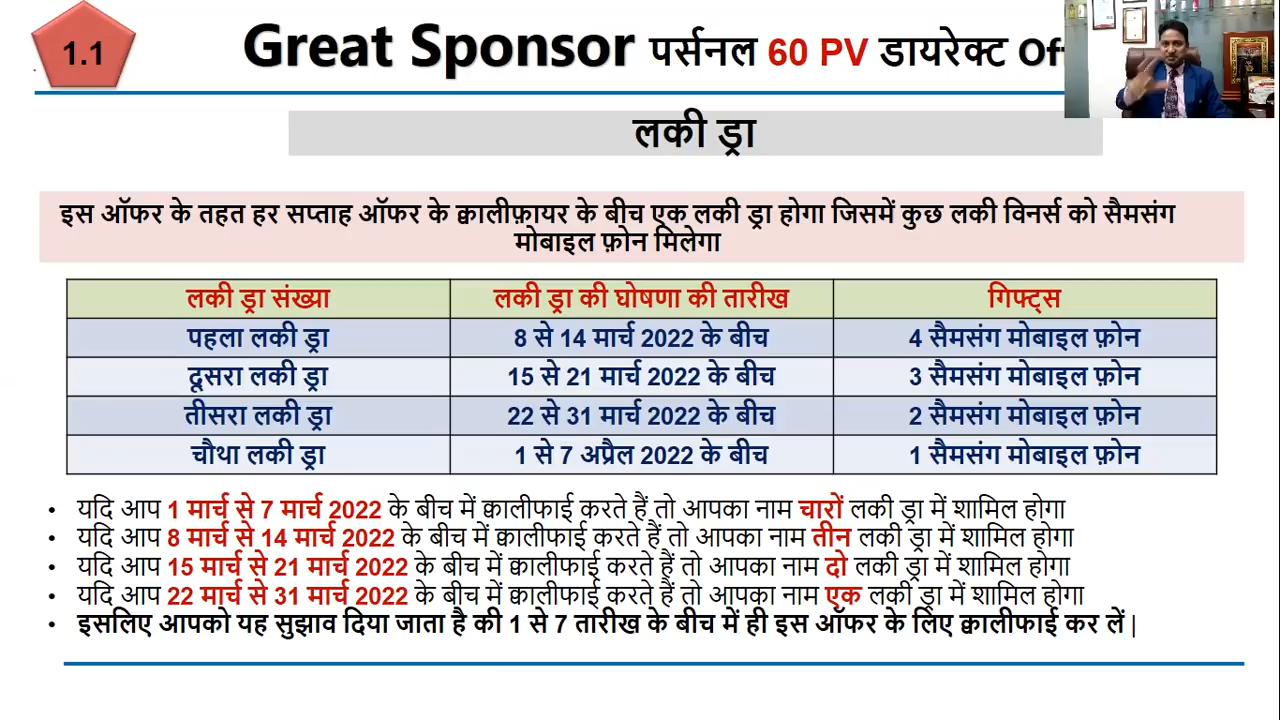 1.1
Great Sponsor पर्सनल 60 PV डायरेक्ट Of
लकी ड्रा
इस ऑफर के तहत हर सप्ताह ऑफर के क्वालीफ़ायर के बीच एक लकी ड्रा होगा जिसमें कुछ लकी विनर्स को सैमसंग
मोबाइल फ़ोन मिलेगा
लकी ड्रा संख्या लकी ड्रा की घोषणा की तारीख गिफ्ट्स
पहला लकी ड्रा 8 से 14 मार्च 2022 के बीच 4 सैमसंग मोबाइल फ़ोन
दूसरा लकी ड्रा 15 से 21 मार्च 2022 के बीच 3 सैमसंग मोबाइल फ़ोन
तीसरा लकी ड्रा 22 से 31 मार्च 2022 के बीच 2 सैमसंग मोबाइल फ़ोन
चौथा लकी ड्रा 1 से 7 अप्रैल 2022 के बीच 1 सैमसंग मोबाइल फ़ोन
• यदि आप 1 मार्च से 7 मार्च 2022 के बीच में क्वालीफाई करते हैं तो आपका नाम चारों लकी ड्रा में शामिल होगा
• यदि आप 8 मार्च से 14 मार्च 2022 के बीच में क्वालीफाई करते हैं तो आपका नाम तीन लकी ड्रा में शामिल होगा
• यदि आप 15 मार्च से 21 मार्च 2022 के बीच में क्वालीफाई करते हैं तो आपका नाम दो लकी ड्रा में शामिल होगा
• यदि आप 22 मार्च से 31 मार्च 2022 के बीच में क्वालीफाई करते हैं तो आपका नाम एक लकी ड्रा में शामिल होगा
• इसलिए आपको यह सुझाव दिया जाता है की 1 से 7 तारीख के बीच में ही इस ऑफर के लिए क्वालीफाई कर लें |